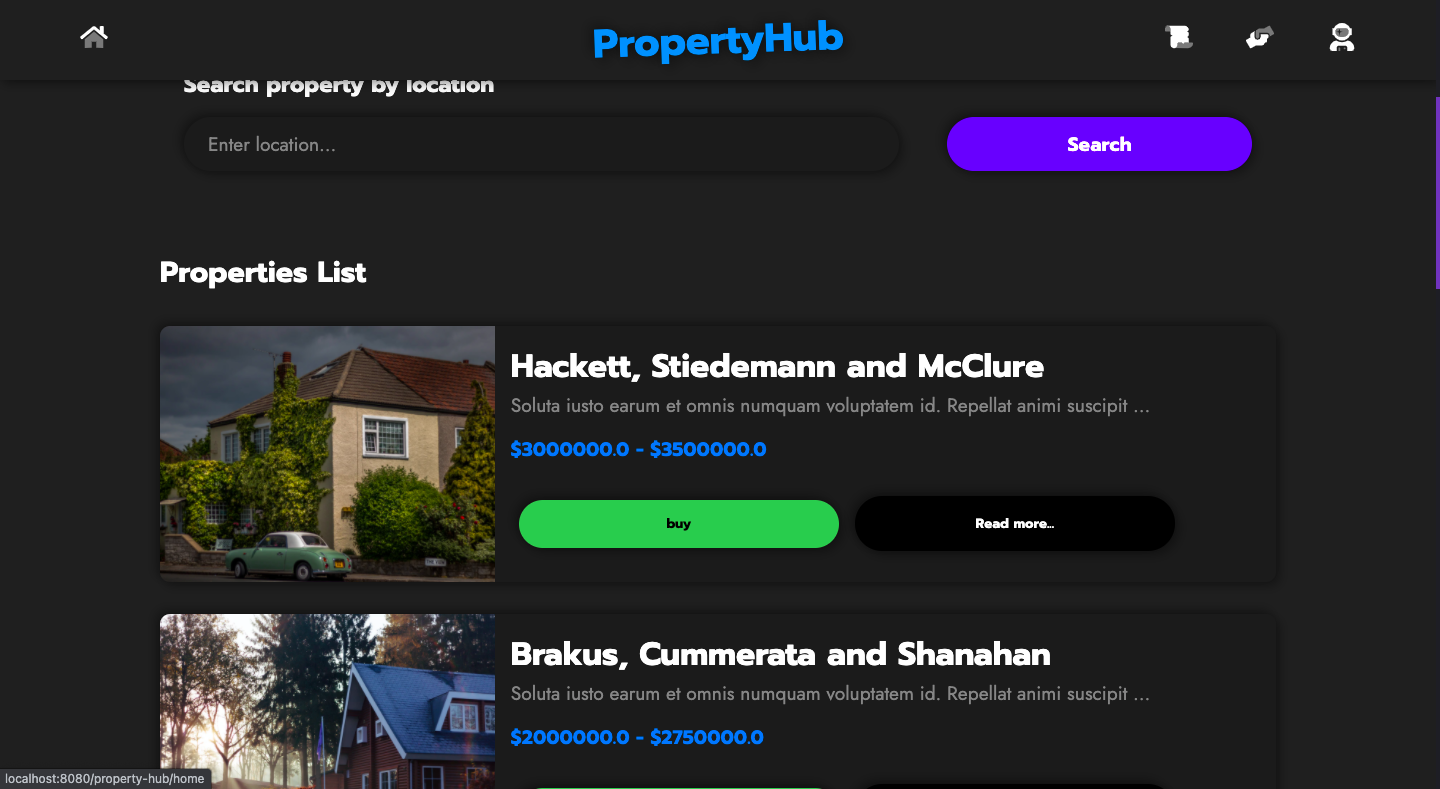 PropertyHub
Search property by location
Enter location...
Search
Properties List
Hackett, Stiedemann and McClure
Soluta iusto earum et omnis numquam voluptatem id. Repellat animi suscipit ...
$3000000.0 - $3500000.0
buy
Read more...
Brakus, Cummerata and Shanahan
Soluta iusto earum et omnis numquam voluptatem id. Repellat animi suscipit ...
$2000000.0 - $2750000.0
localhost:8080/property-hub/home